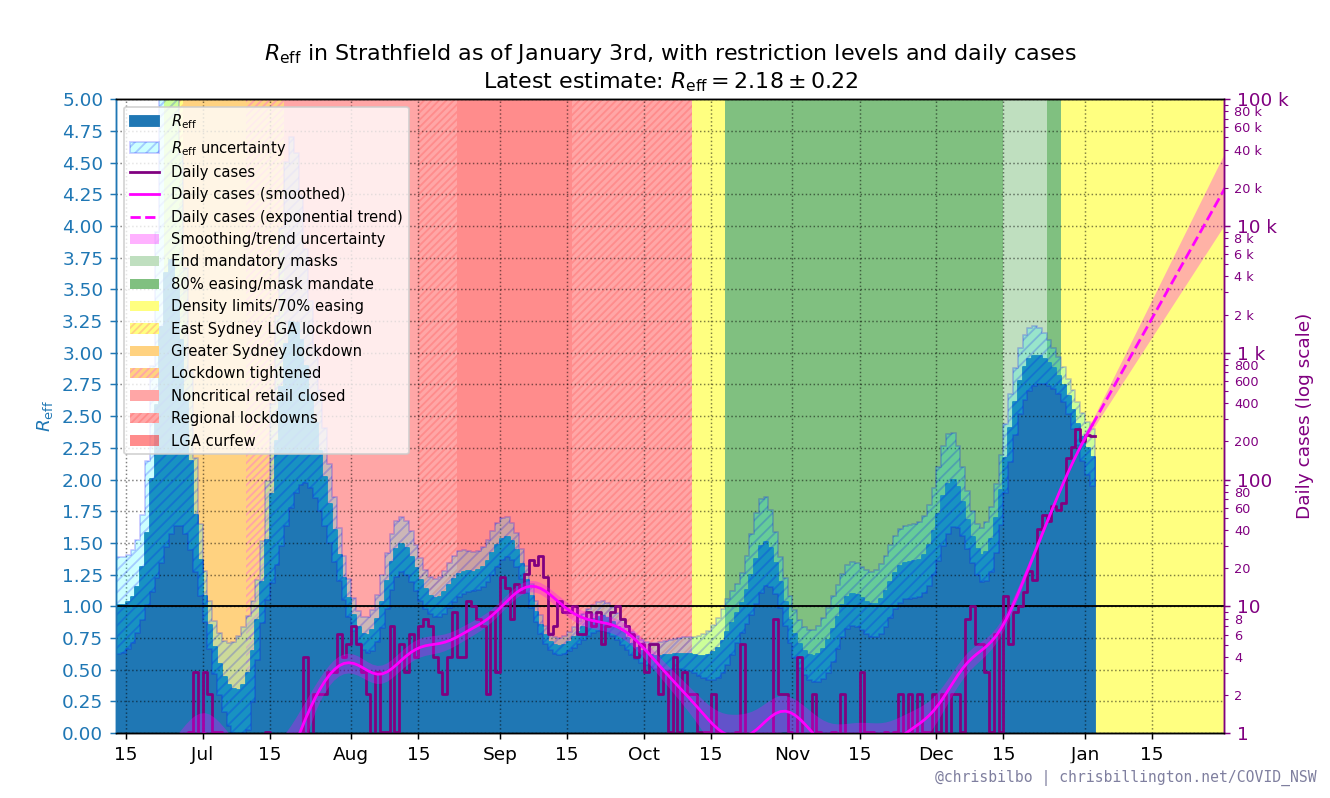 R_eff in Strathfield as of January 3rd, with restriction levels and daily cases
Latest estimate: R_eff = 2.18 ± 0.22
5.00
4.75
4.50
4.25
4.00
3.75
3.50
3.25
3.00
2.75
2.50
2.25
2.00
1.75
1.50
1.25
1.00
0.75
0.50
0.25
0.00
R_eff
R_eff
R_eff uncertainty
Daily cases
Daily cases (smoothed)
Daily cases (exponential trend)
Smoothing/trend uncertainty
End mandatory masks
80% easing/mask mandate
Density limits/70% easing
East Sydney LGA lockdown
Greater Sydney lockdown
Lockdown tightened
Noncritical retail closed
Regional lockdowns
LGA curfew
100 k
80 k
60 k
40 k
20 k
10 k
8 k
6 k
4 k
2 k
1 k
800
600
400
200
100
80
60
40
20
10
8
6
4
2
1
Daily cases (log scale)
15 Jul 15 Aug 15 Sep 15 Oct 15 Nov 15 Dec 15 Jan 15
@chrisbilbo | chrisbillington.net/COVID_NSW